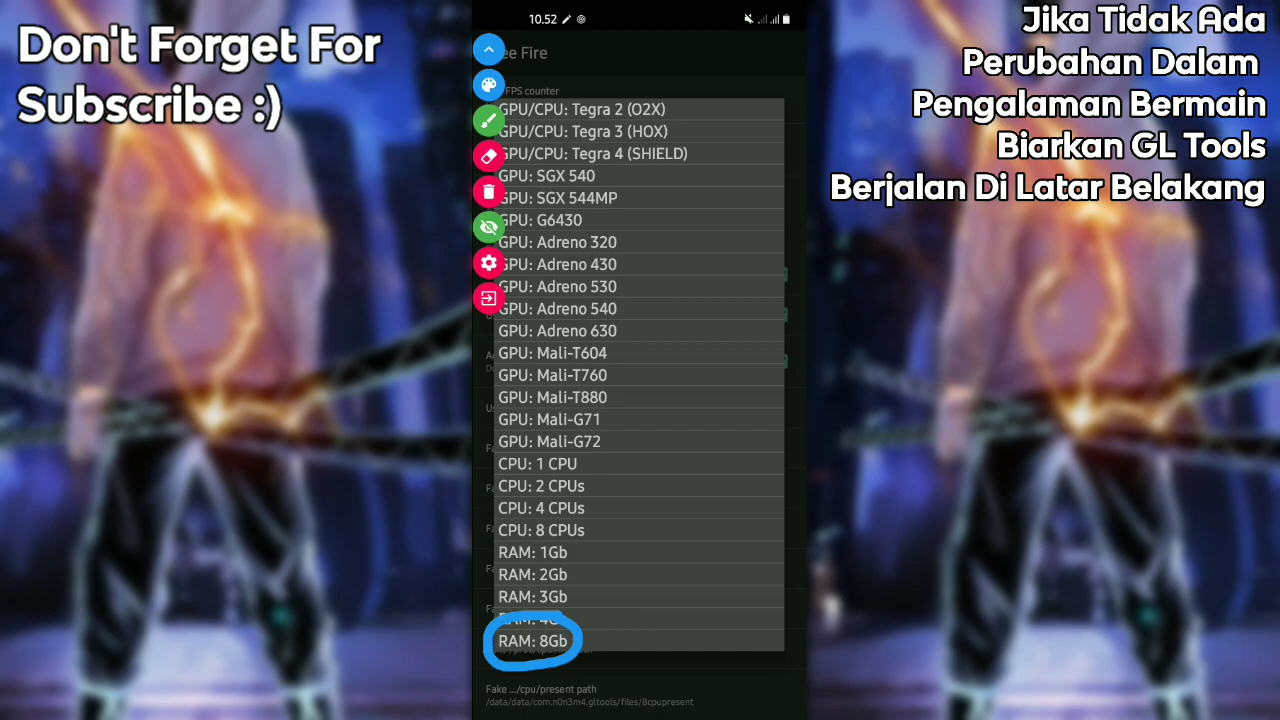 Don't Forget For
Subscribe :)
10.52
ee Fire
FPS counter
GPU/CPU: Tegra 2 (O2X)
GPU/CPU: Tegra 3 (HOX)
GPU/CPU: Tegra 4 (SHIELD)
GPU: SGX 540
GPU: SGX 544MP
GPU: G6430
GPU: Adreno 320
GPU: Adreno 430
GPU: Adreno 530
GPU: Adreno 540
GPU: Adreno 630
GPU: Mali-T604
GPU: Mali-T760
GPU: Mali-T880
GPU: Mali-G71
GPU: Mali-G72
CPU: 1 CPU
CPU: 2 CPUs
CPU: 4 CPUs
CPU: 8 CPUs
RAM: 1Gb
RAM: 2Gb
RAM: 3Gb
RAM: 8Gb
Fake .../cpu/present path
/data/data/com.n0n3m4.gltools/files/8cpupresent
Jika Tidak Ada
Perubahan Dalam
Pengalaman Bermain
Biarkan GL Tools
Berjalan Di Latar Belakang